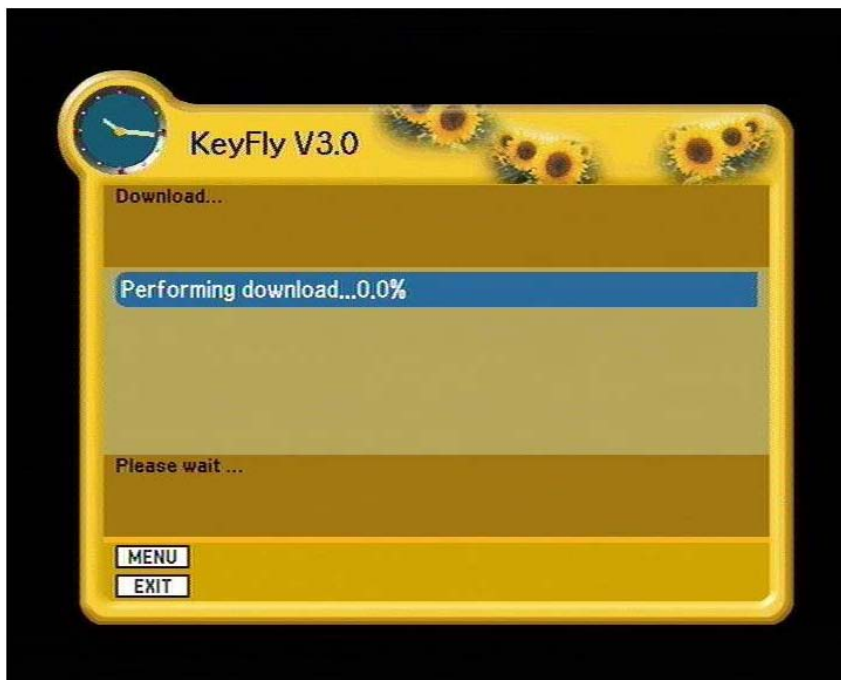 KeyFly V3.0
Download...
Performing download...0.0%
Please wait ...
MENU
EXIT